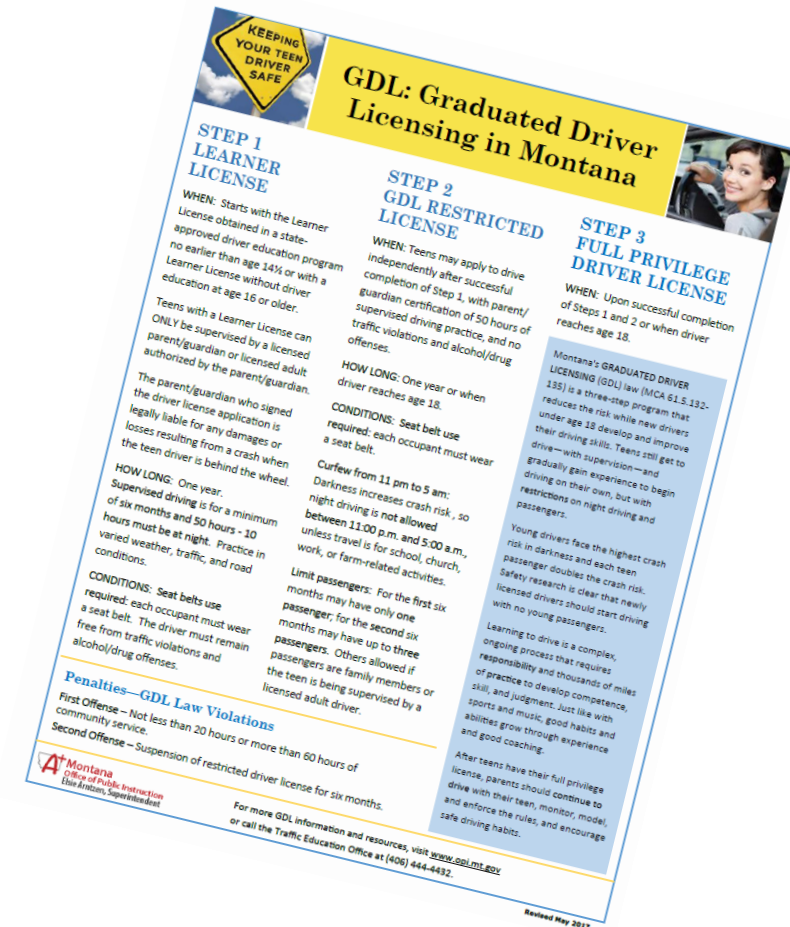 KEEPING
YOUR TEEN
DRIVER
SAFE
GDL: Graduated Driver
Licensing in Montana
STEP 1
LEARNER
LICENSE
WHEN: Starts with the Learner
License obtained in a state-
approved driver education program
no earlier than age 14½ or with a
Learner License without driver
education at age 16 or older.
Teens with a Learner License can
ONLY be supervised by a licensed
parent/guardian or licensed adult
authorized by the parent/guardian.
The parent/guardian who signed
the driver license application is
legally liable for any damages or
losses resulting from a crash when
the teen driver is behind the wheel.
HOW LONG: One year.
Supervised driving is for a minimum
of six months and 50 hours - 10
hours must be at night. Practice in
varied weather, traffic, and road
conditions.
CONDITIONS: Seat belts use
required: each occupant must wear
a seat belt. The driver must remain
free from traffic violations and
alcohol/drug offenses.
STEP 2
GDL RESTRICTED
LICENSE
WHEN: Teens may apply to drive
independently after successful
completion of Step 1, with parent/
guardian certification of 50 hours of
supervised driving practice, and no
traffic violations and alcohol/drug
offenses.
HOW LONG: One year or when
driver reaches age 18.
CONDITIONS: Seat belt use
required: each occupant must wear
a seat belt.
Curfew from 11 pm to 5 am:
Darkness increases crash risk , so
night driving is not allowed
between 11:00 p.m. and 5:00 a.m.,
unless travel is for school, church,
work, or farm-related activities.
Limit passengers: For the first six
months may have only one
passenger; for the second six
months may have up to three
passengers. Others allowed if
passengers are family members or
the teen is being supervised by a
licensed adult driver.
STEP 3
FULL PRIVILEGE
DRIVER LICENSE
WHEN: Upon successful completion
of Steps 1 and 2 or when driver
reaches age 18.
Montana's GRADUATED DRIVER
LICENSING (GDL) law (MCA 61.5.132-
135) is a three-step program that
reduces the risk while new drivers
under age 18 develop and improve
their driving skills. Teens still get to
drive—with supervision—and
gradually gain experience to begin
driving on their own, but with
restrictions on night driving and
passengers.
Young drivers face the highest crash
risk in darkness and each teen
passenger doubles the crash risk.
Safety research is clear that newly
licensed drivers should start driving
with no young passengers.
Learning to drive is a complex,
ongoing process that requires
responsibility and thousands of miles
of practice to develop competence,
skill, and judgment. Just like with
sports and music, good habits and
abilities grow through experience
and good coaching.
After teens have their full privilege
license, parents should continue to
drive with their teen, monitor, model,
and enforce the rules, and encourage
safe driving habits.
Penalties—GDL Law Violations
First Offense – Not less than 20 hours or more than 60 hours of
community service.
Second Offense – Suspension of restricted driver license for six months.
A+
Montana
Office of Public Instruction
Elsie Arntzen, Superintendent
For more GDL information and resources, visit www.opi.mt.gov
or call the Traffic Education Office at (406) 444-4432.
Revised May 2017